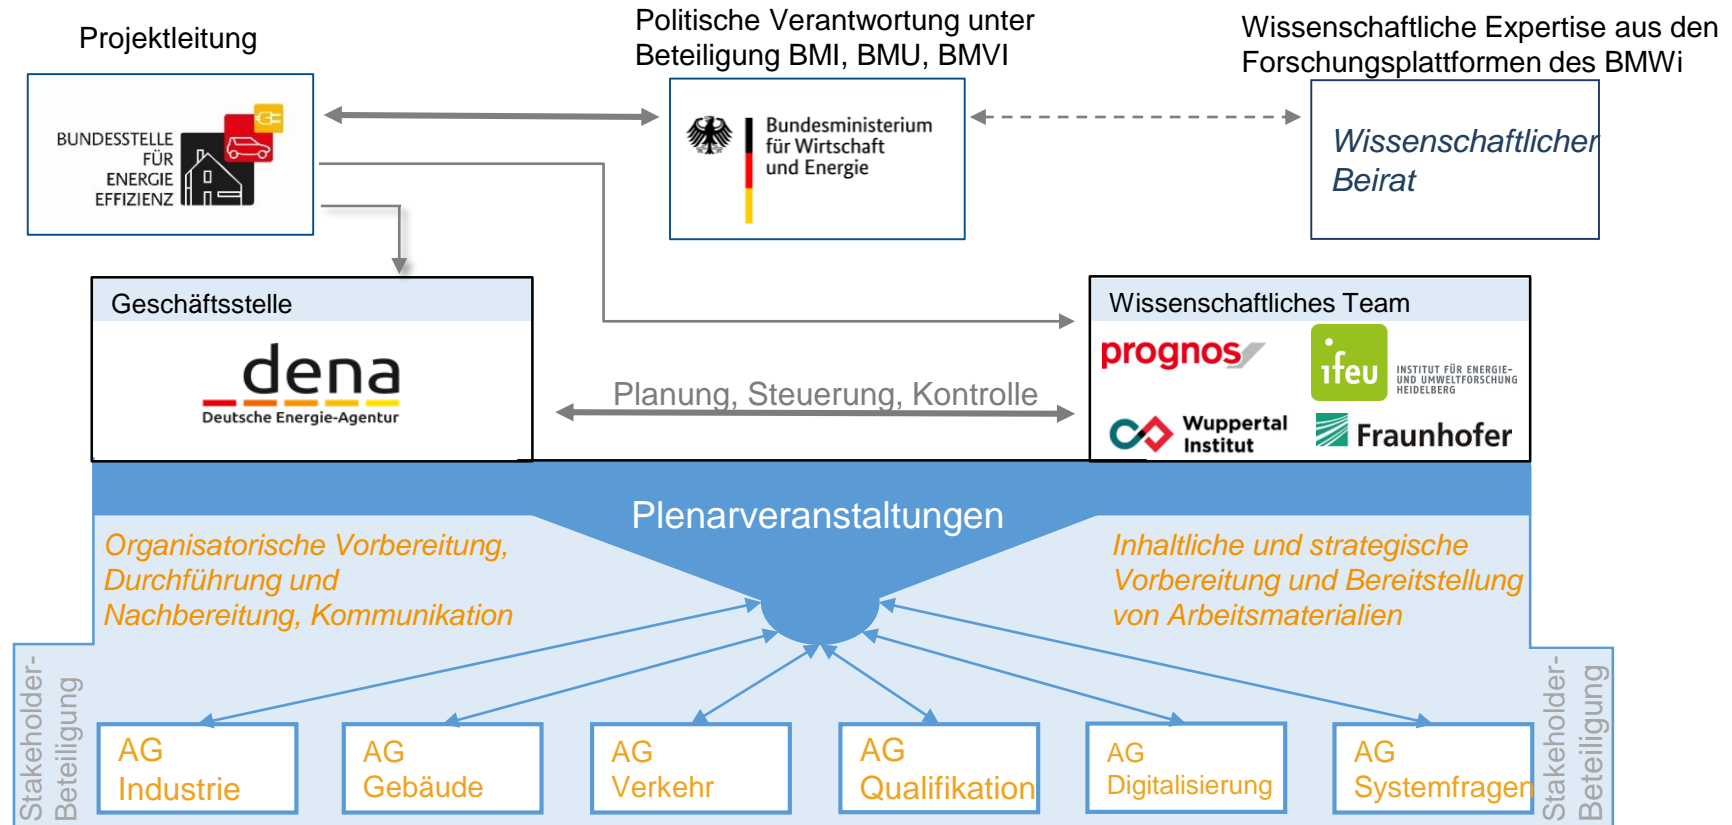 Projektleitung
Politische Verantwortung unter
Beteiligung BMI, BMU, BMVI
Wissenschaftliche Expertise aus den
Forschungsplattformen des BMWi
BUNDESSTELLE
FÜR
ENERGIE
EFFIZIENZ
Bundesministerium
für Wirtschaft
und Energie
Wissenschaftlicher
Beirat
Geschäftsstelle
dena
Deutsche Energie-Agentur
Planung, Steuerung, Kontrolle
Wissenschaftliches Team
prognos
ifeu
INSTITUT FÜR ENERGIE-
UND UMWELTFORSCHUNG
HEIDELBERG
Wuppertal
Institut
Fraunhofer
Plenarveranstaltungen
Organisatorische Vorbereitung,
Durchführung und
Nachbereitung, Kommunikation
Inhaltliche und strategische
Vorbereitung und Bereitstellung
von Arbeitsmaterialien
Stakeholder-
Beteiligung
AG
Industrie
AG
Gebäude
AG
Verkehr
AG
Qualifikation
AG
Digitalisierung
AG
Systemfragen
Stakeholder-
Beteiligung